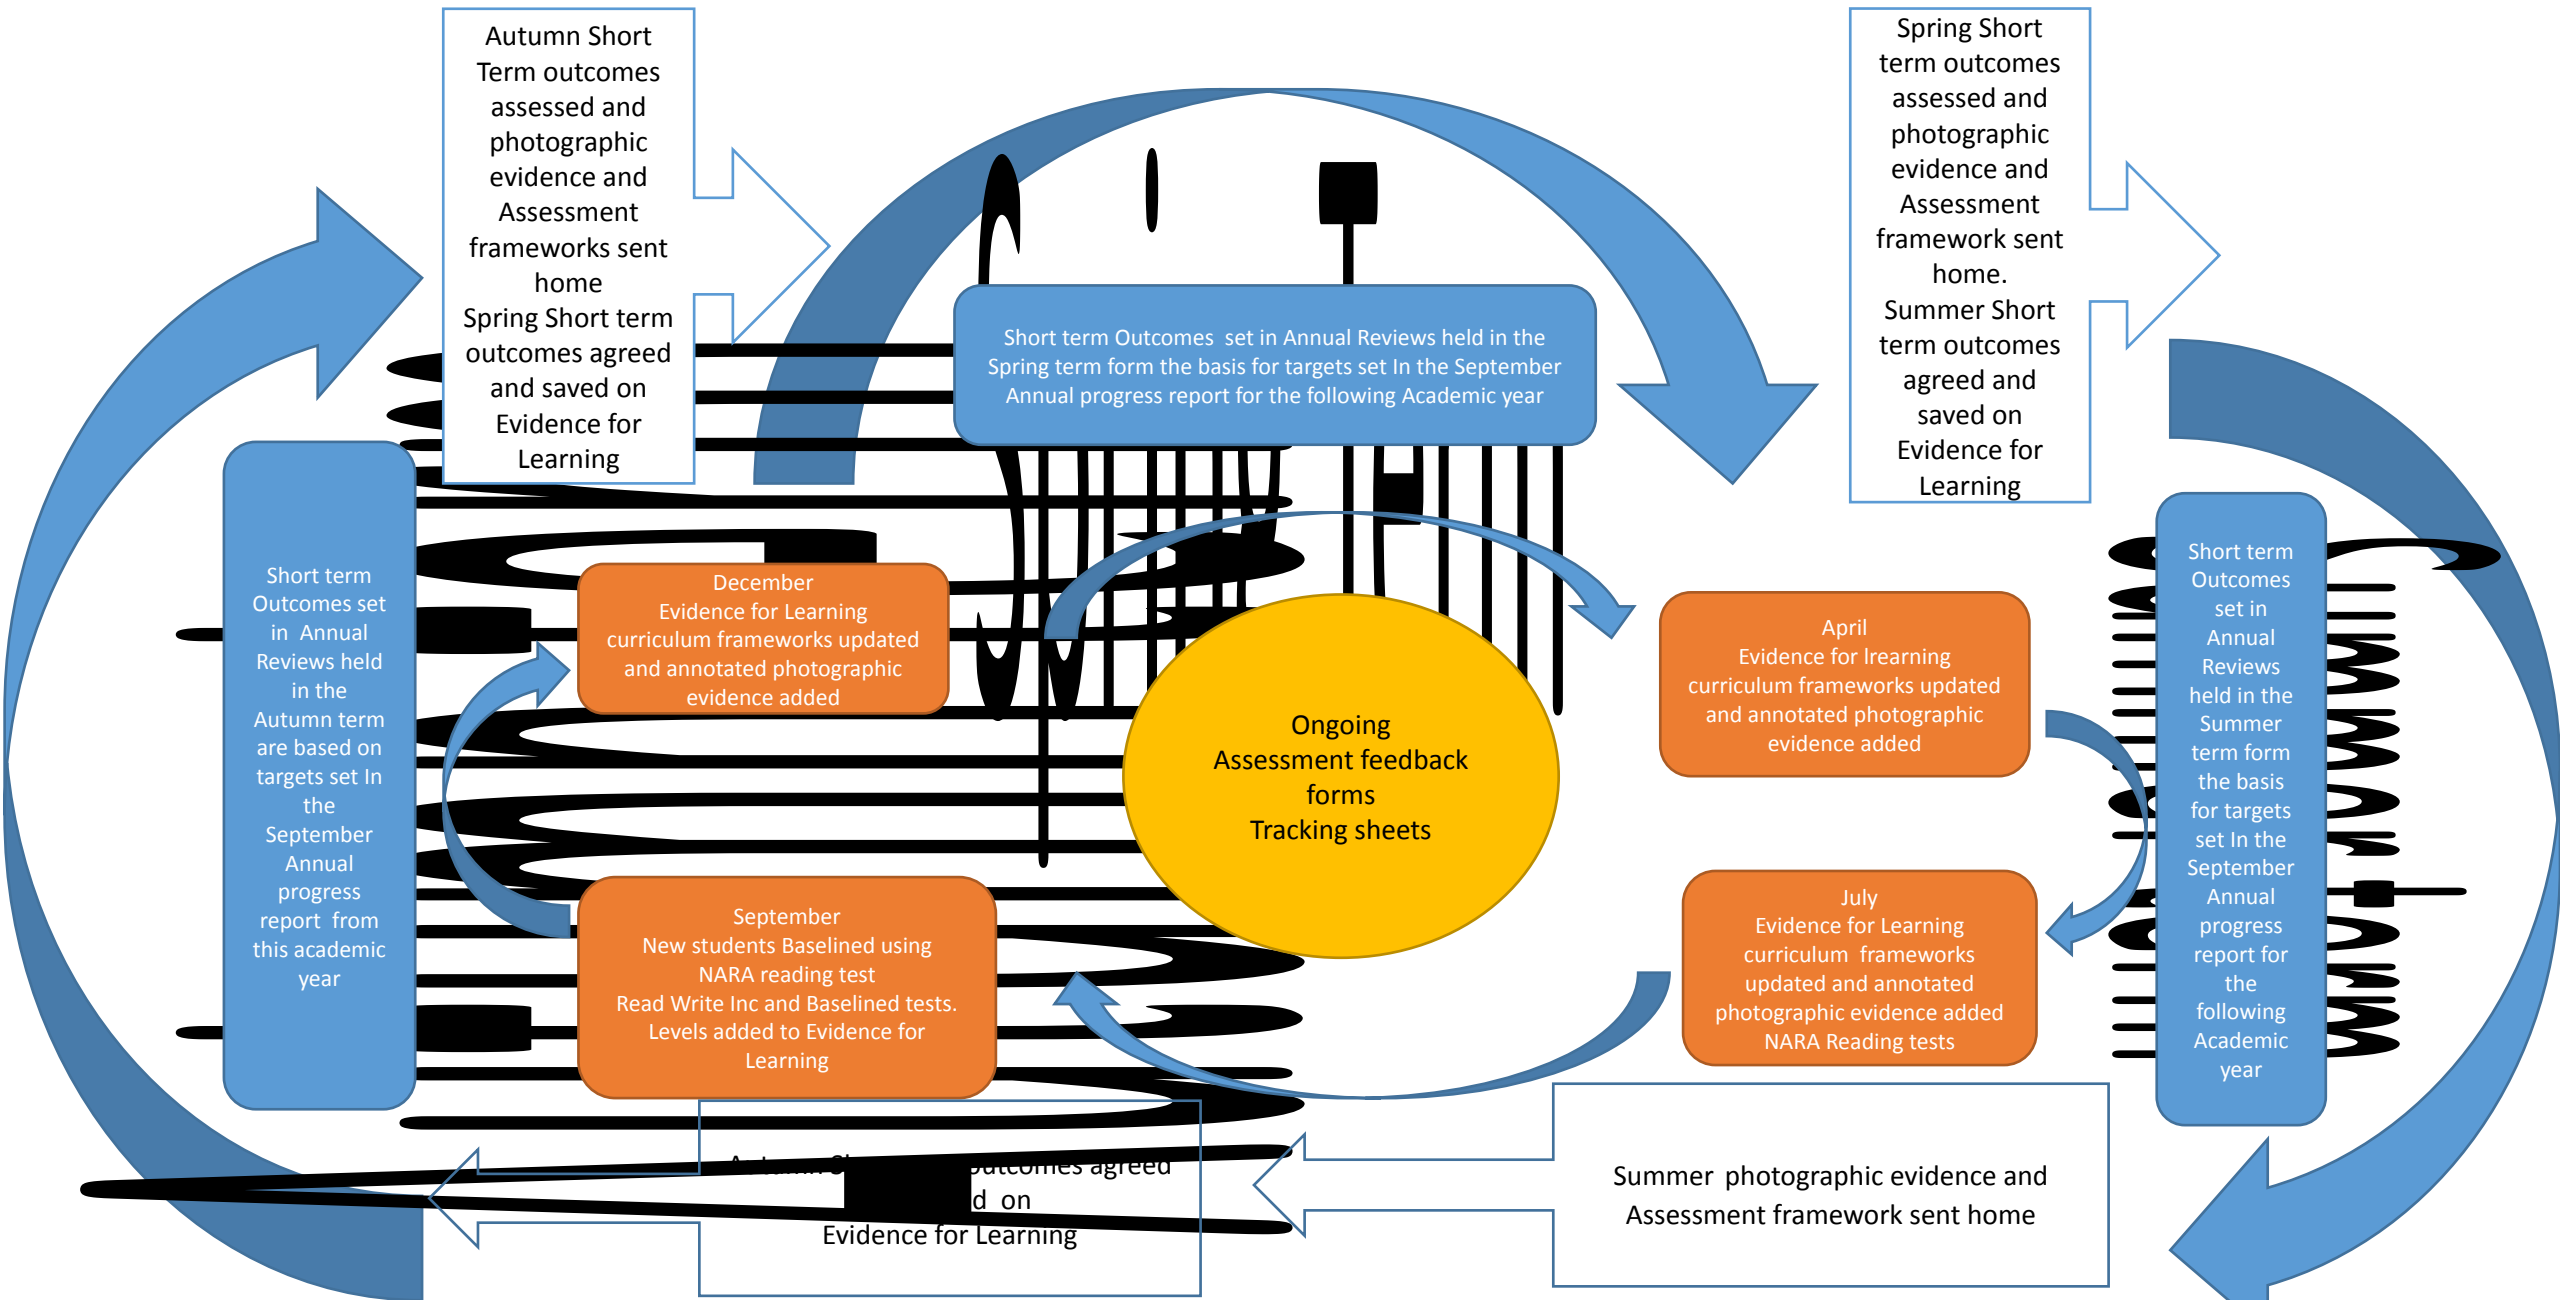 Autumn Short
Term outcomes
assessed and
photographic
evidence and
Assessment
frameworks sent
home
Spring Short term
outcomes agreed
and saved on
Evidence for
Learning
Spring Short
term outcomes
assessed and
photographic
evidence and
Assessment
framework sent
home.
Summer Short
term outcomes
agreed and
saved on
Evidence for
Learning
Short term Outcomes set in Annual Reviews held in the
Spring term form the basis for targets set In the September
Annual progress report for the following Academic year
Short term
Outcomes set
in Annual
Reviews held
in the
Autumn term
are based on
targets set In
the
September
Annual
progress
report from
this academic
year
December
Evidence for Learning
curriculum frameworks updated
and annotated photographic
evidence added
April
Evidence for lrearning
curriculum frameworks updated
and annotated photographic
evidence added
Short term
Outcomes
set in
Annual
Reviews
held in the
Summer
term form
the basis
for targets
set In the
September
Annual
progress
report for
the
following
Academic
year
Ongoing
Assessment feedback
forms
Tracking sheets
September
New students Baselined using
NARA reading test
Read Write Inc and Baselined tests.
Levels added to Evidence for
Learning
July
Evidence for Learning
curriculum frameworks
updated and annotated
photographic evidence added
NARA Reading tests
Autumn outcomes agreed
on
Evidence for Learning
Summer photographic evidence and
Assessment framework sent home